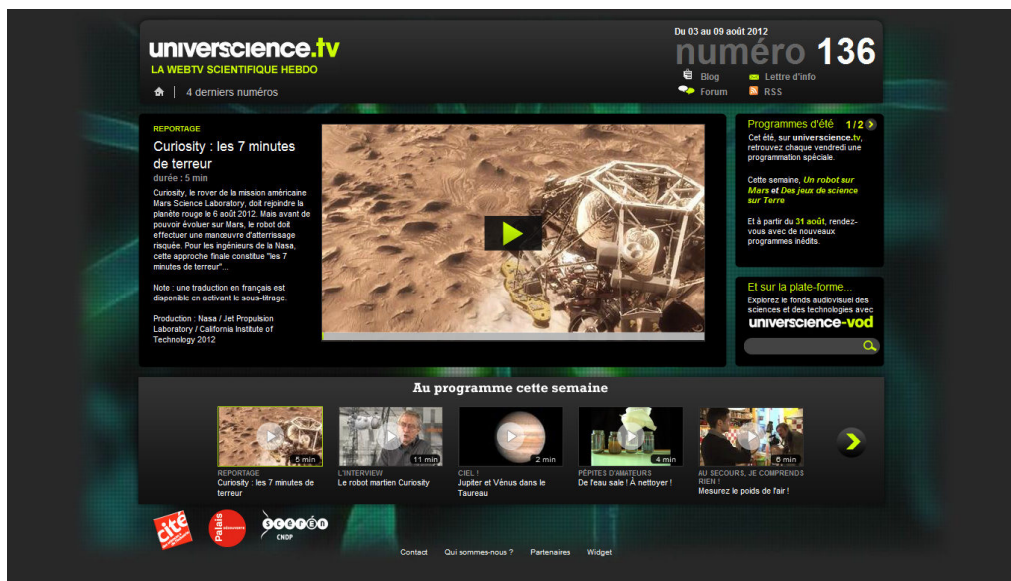 universcience.tv
LA WEBTV SCIENTIFIQUE HEBDO
4 derniers numéros
Du 03 au 09 août 2012
numéro 136
Blog
Lettre d'info
Forum
RSS
REPORTAGE
Curiosity : les 7 minutes
de terreur
durée : 5 min
Curiosity, le rover de la mission américaine
Mars Science Laboratory, doit rejoindre la
planète rouge le 6 août 2012. Mais avant de
pouvoir évoluer sur Mars, le robot doit
effectuer une manœuvre d'atterrissage
risquée. Pour les ingénieurs de la Nasa,
cette approche finale constitue "les 7
minutes de terreur"...
Note : une traduction en français est
disponible en activant le sous-titrage.
Production : Nasa / Jet Propulsion
Laboratory / California Institute of
Technology 2012
Programmes d'été 1/2
Cet été, sur universcience.tv,
retrouvez chaque vendredi une
programmation spéciale.
Cette semaine, Un robot sur
Mars et Des jeux de science
sur Terre
Et à partir du 31 août, rendez-
vous avec de nouveaux
programmes inédits.
Et sur la plate-forme...
Explorez le fonds audiovisuel des
sciences et des technologies avec
universcience-vod
Au programme cette semaine
5 min
REPORTAGE
Curiosity : les 7 minutes de
terreur
11 min
L'INTERVIEW
Le robot martien Curiosity
2 min
CIEL !
Jupiter et Vénus dans le
Taureau
4 min
PÉPITES D'AMATEURS
De l'eau sale ! À nettoyer !
6 min
AU SECOURS, JE COMPRENDS
RIEN !
Mesurez le poids de l'air !
cité
Palais
découverte
scérén
CNDP
Contact
Qui sommes-nous ?
Partenaires
Widget